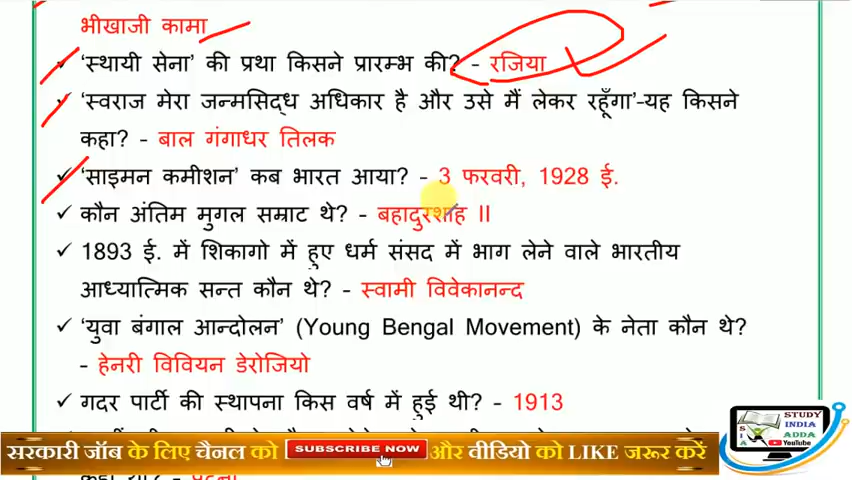 भीखाजी कामा
✓ ‘स्थायी सेना’ की प्रथा किसने प्रारम्भ की? - रजिया
✓ ‘स्वराज मेरा जन्मसिद्ध अधिकार है और उसे मैं लेकर रहूँगा’-यह किसने
कहा? – बाल गंगाधर तिलक
✓ ‘साइमन कमीशन’ कब भारत आया? – 3 फरवरी, 1928 ई.
✓ कौन अंतिम मुगल सम्राट थे? – बहादुरशाह II
✓ 1893 ई. में शिकागो में हुए धर्म संसद में भाग लेने वाले भारतीय
आध्यात्मिक सन्त कौन थे? – स्वामी विवेकानन्द
✓ ‘युवा बंगाल आन्दोलन’ (Young Bengal Movement) के नेता कौन थे?
– हेनरी विवियन डेरोजियो
✓ गदर पार्टी की स्थापना किस वर्ष में हुई थी? – 1913
सरकारी जॉब के लिए चैनल को SUBSCRIBE NOW और वीडियो को LIKE जरूर करें
STUDY
INDIA
ADDA
YouTube
SIA